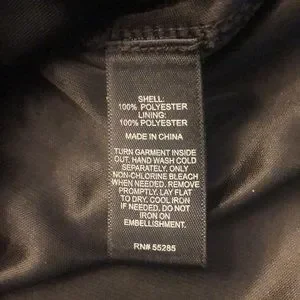 SHELL:
100% POLYESTER
LINING:
100% POLYESTER
MADE IN CHINA
TURN GARMENT INSIDE
OUT. HAND WASH COLD
SEPARATELY. ONLY
NON-CHLORINE BLEACH
WHEN NEEDED. REMOVE
PROMPTLY. LAY FLAT
TO DRY. COOL IRON
IF NEEDED. DO NOT
IRON ON
EMBELLISHMENT.
RN# 55285